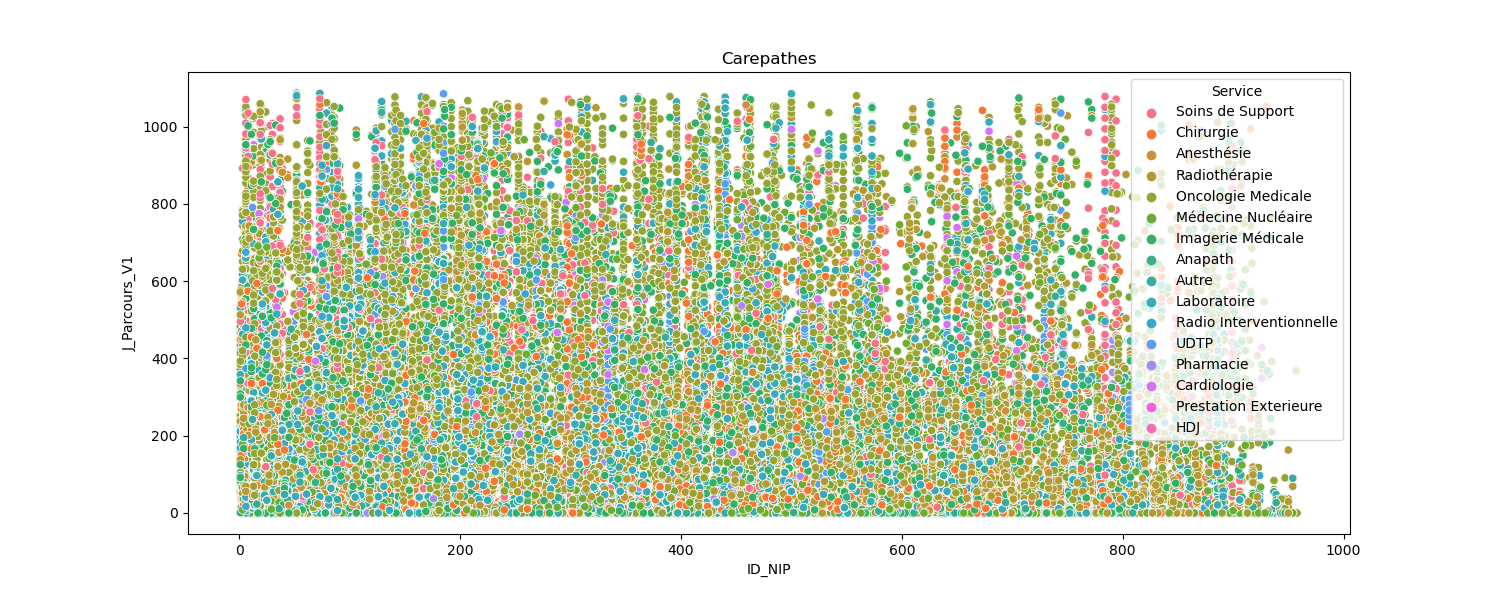 Carepathes
J_Parcours_V1
1000
800
600
400
200
0
0 200 400 600 800 1000
ID_NIP
Service
Soins de Support
Chirurgie
Anesthésie
Radiothérapie
Oncologie Medicale
Médecine Nucléaire
Imagerie Médicale
Anapath
Autre
Laboratoire
Radio Interventionnelle
UDTP
Pharmacie
Cardiologie
Prestation Exterieure
HDJ